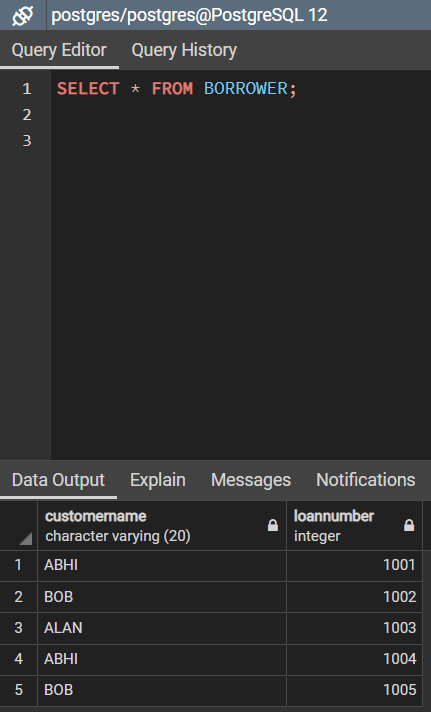 postgres/postgres@PostgreSQL 12
Query Editor Query History
1 SELECT * FROM BORROWER;
2
3
Data Output Explain Messages Notifications
customername loannumber
character varying (20) integer
1 ABHI 1001
2 BOB 1002
3 ALAN 1003
4 ABHI 1004
5 BOB 1005